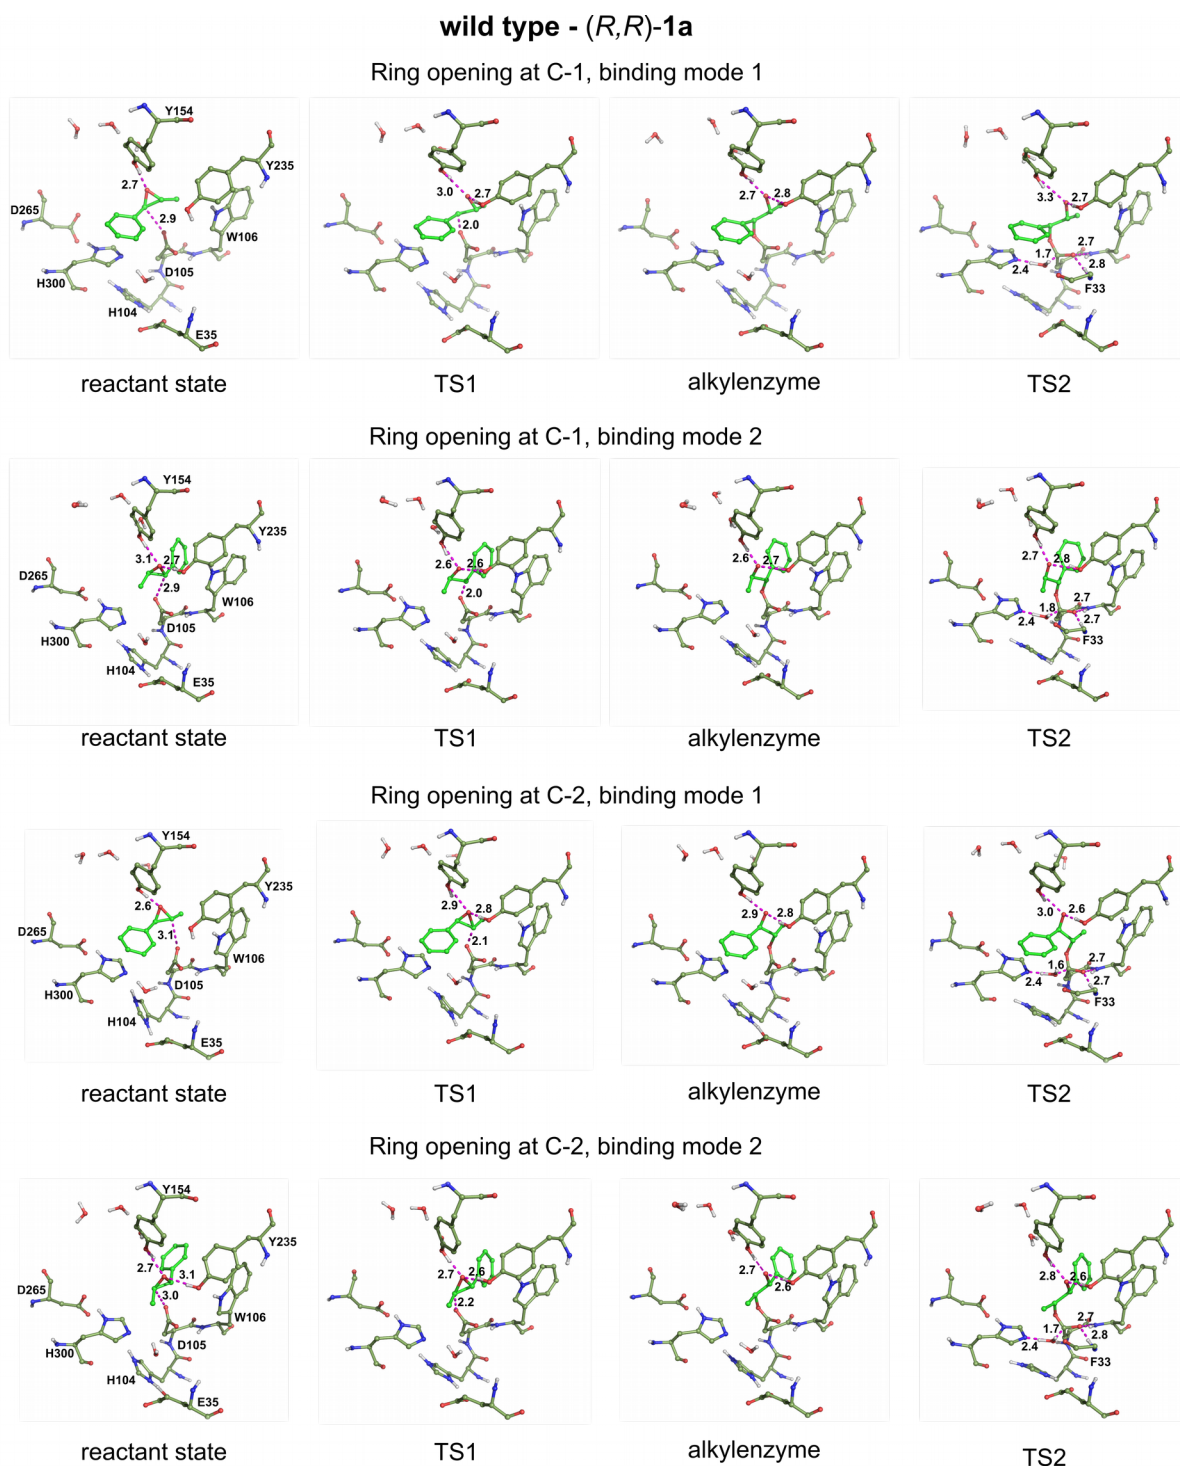 wild type - (R,R)-1a
Ring opening at C-1, binding mode 1
Y154
Y235
2.7
2.9
D265
W106
H300
D105
H104
E35
3.0
2.7
2.0
2.7
2.8
3.3
2.7
2.7
1.7
2.4
2.8
F33
reactant state
TS1
alkylenzyme
TS2
Ring opening at C-1, binding mode 2
Y154
Y235
3.1
2.7
2.9
D265
W106
H300
D105
H104
E35
2.6
2.6
2.0
2.6
2.7
2.7
2.8
2.7
1.8
2.4
2.7
F33
reactant state
TS1
alkylenzyme
TS2
Ring opening at C-2, binding mode 1
Y154
Y235
2.6
3.1
D265
W106
H300
D105
H104
E35
2.9
2.8
2.1
2.9
2.8
3.0
2.6
2.7
1.6
2.4
2.7
F33
reactant state
TS1
alkylenzyme
TS2
Ring opening at C-2, binding mode 2
Y154
Y235
2.7
3.1
3.0
D265
W106
H300
D105
H104
E35
2.7
2.6
2.2
2.7
2.6
2.8
2.6
2.7
1.7
2.4
2.8
F33
reactant state
TS1
alkylenzyme
TS2